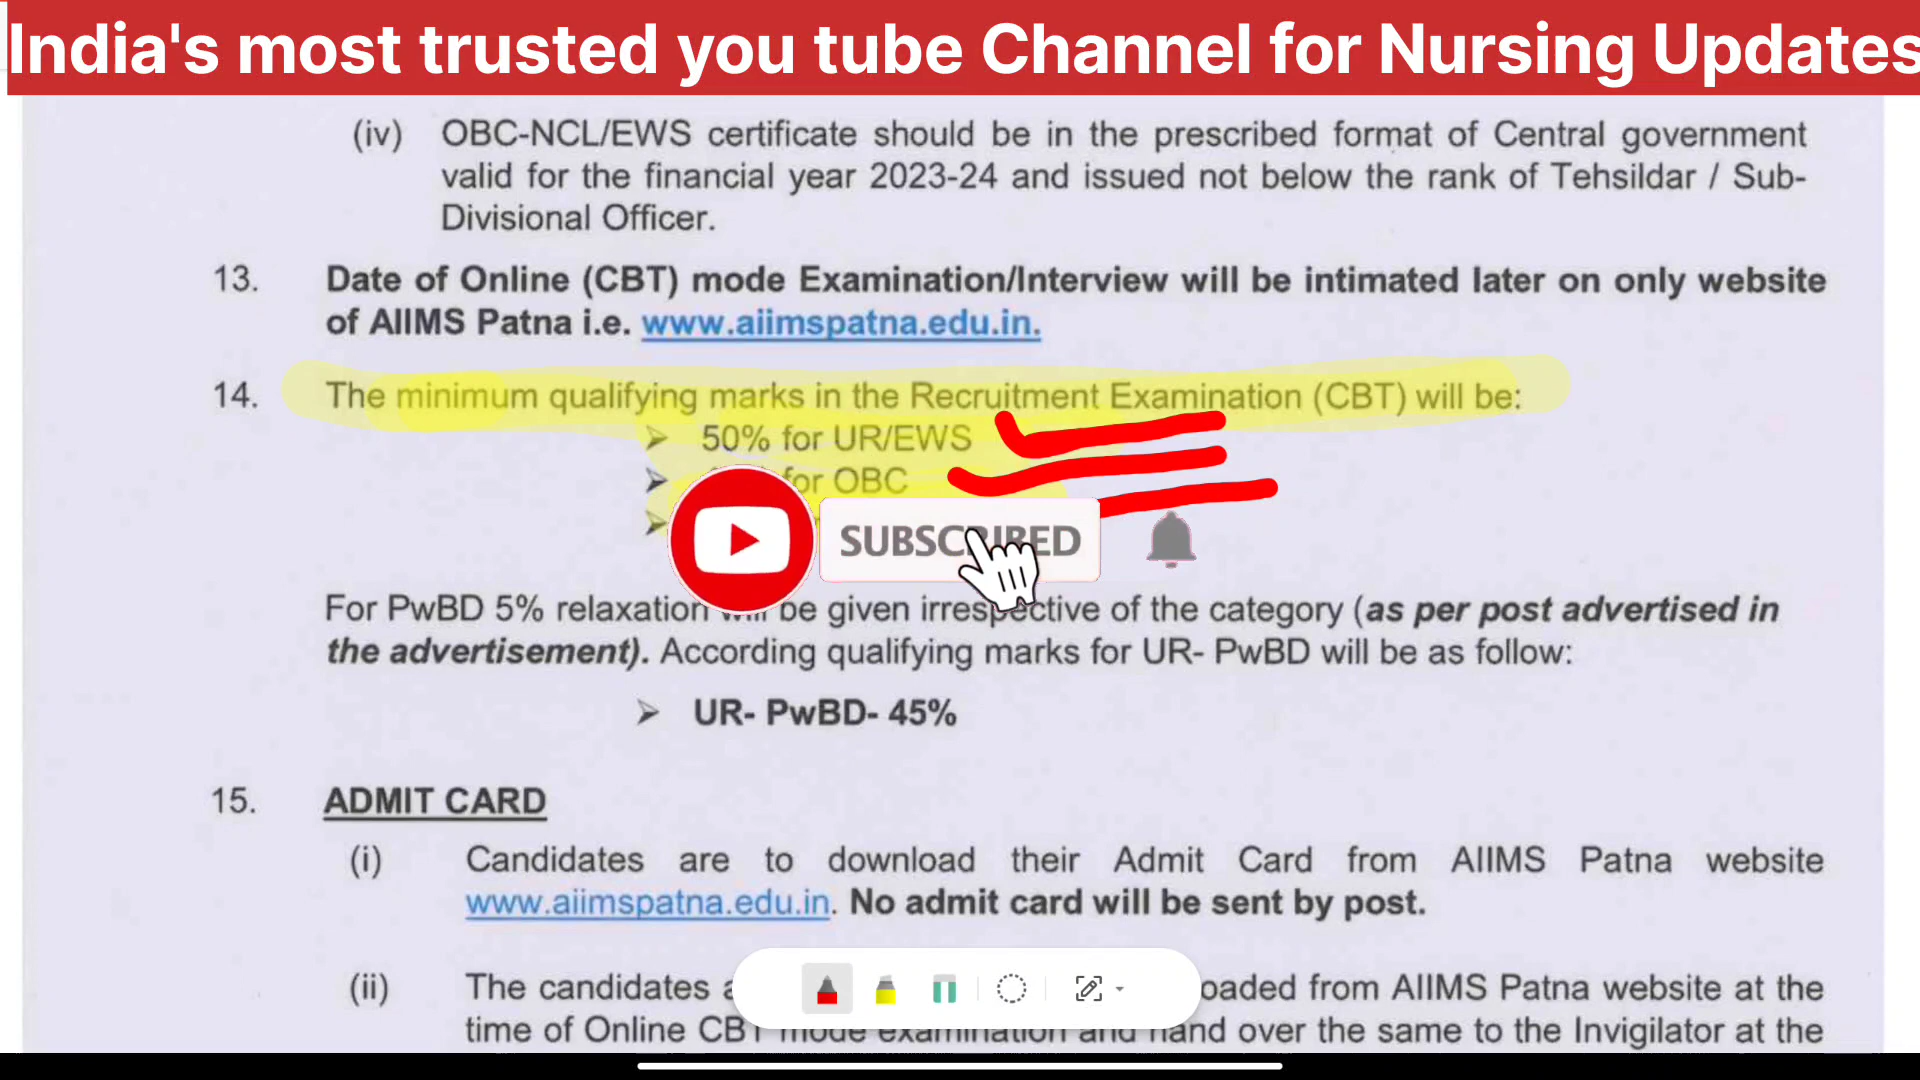 India's most trusted you tube Channel for Nursing Updates
(iv) OBC-NCL/EWS certificate should be in the prescribed format of Central government
valid for the financial year 2023-24 and issued not below the rank of Tehsildar / Sub-
Divisional Officer.
13. Date of Online (CBT) mode Examination/Interview will be intimated later on only website
of AIIMS Patna i.e. www.aiimspatna.edu.in.
14. The minimum qualifying marks in the Recruitment Examination (CBT) will be:
➢ 50% for UR/EWS
➢ for OBC
➢
SUBSCRIBED
For PwBD 5% relaxation will be given irrespective of the category (as per post advertised in
the advertisement). According qualifying marks for UR- PwBD will be as follow:
➢ UR- PwBD- 45%
15. ADMIT CARD
(i) Candidates are to download their Admit Card from AIIMS Patna website
www.aiimspatna.edu.in. No admit card will be sent by post.
(ii) The candidates oaded from AIIMS Patna website at the
time of Online CBT mode examination and hand over the same to the Invigilator at the